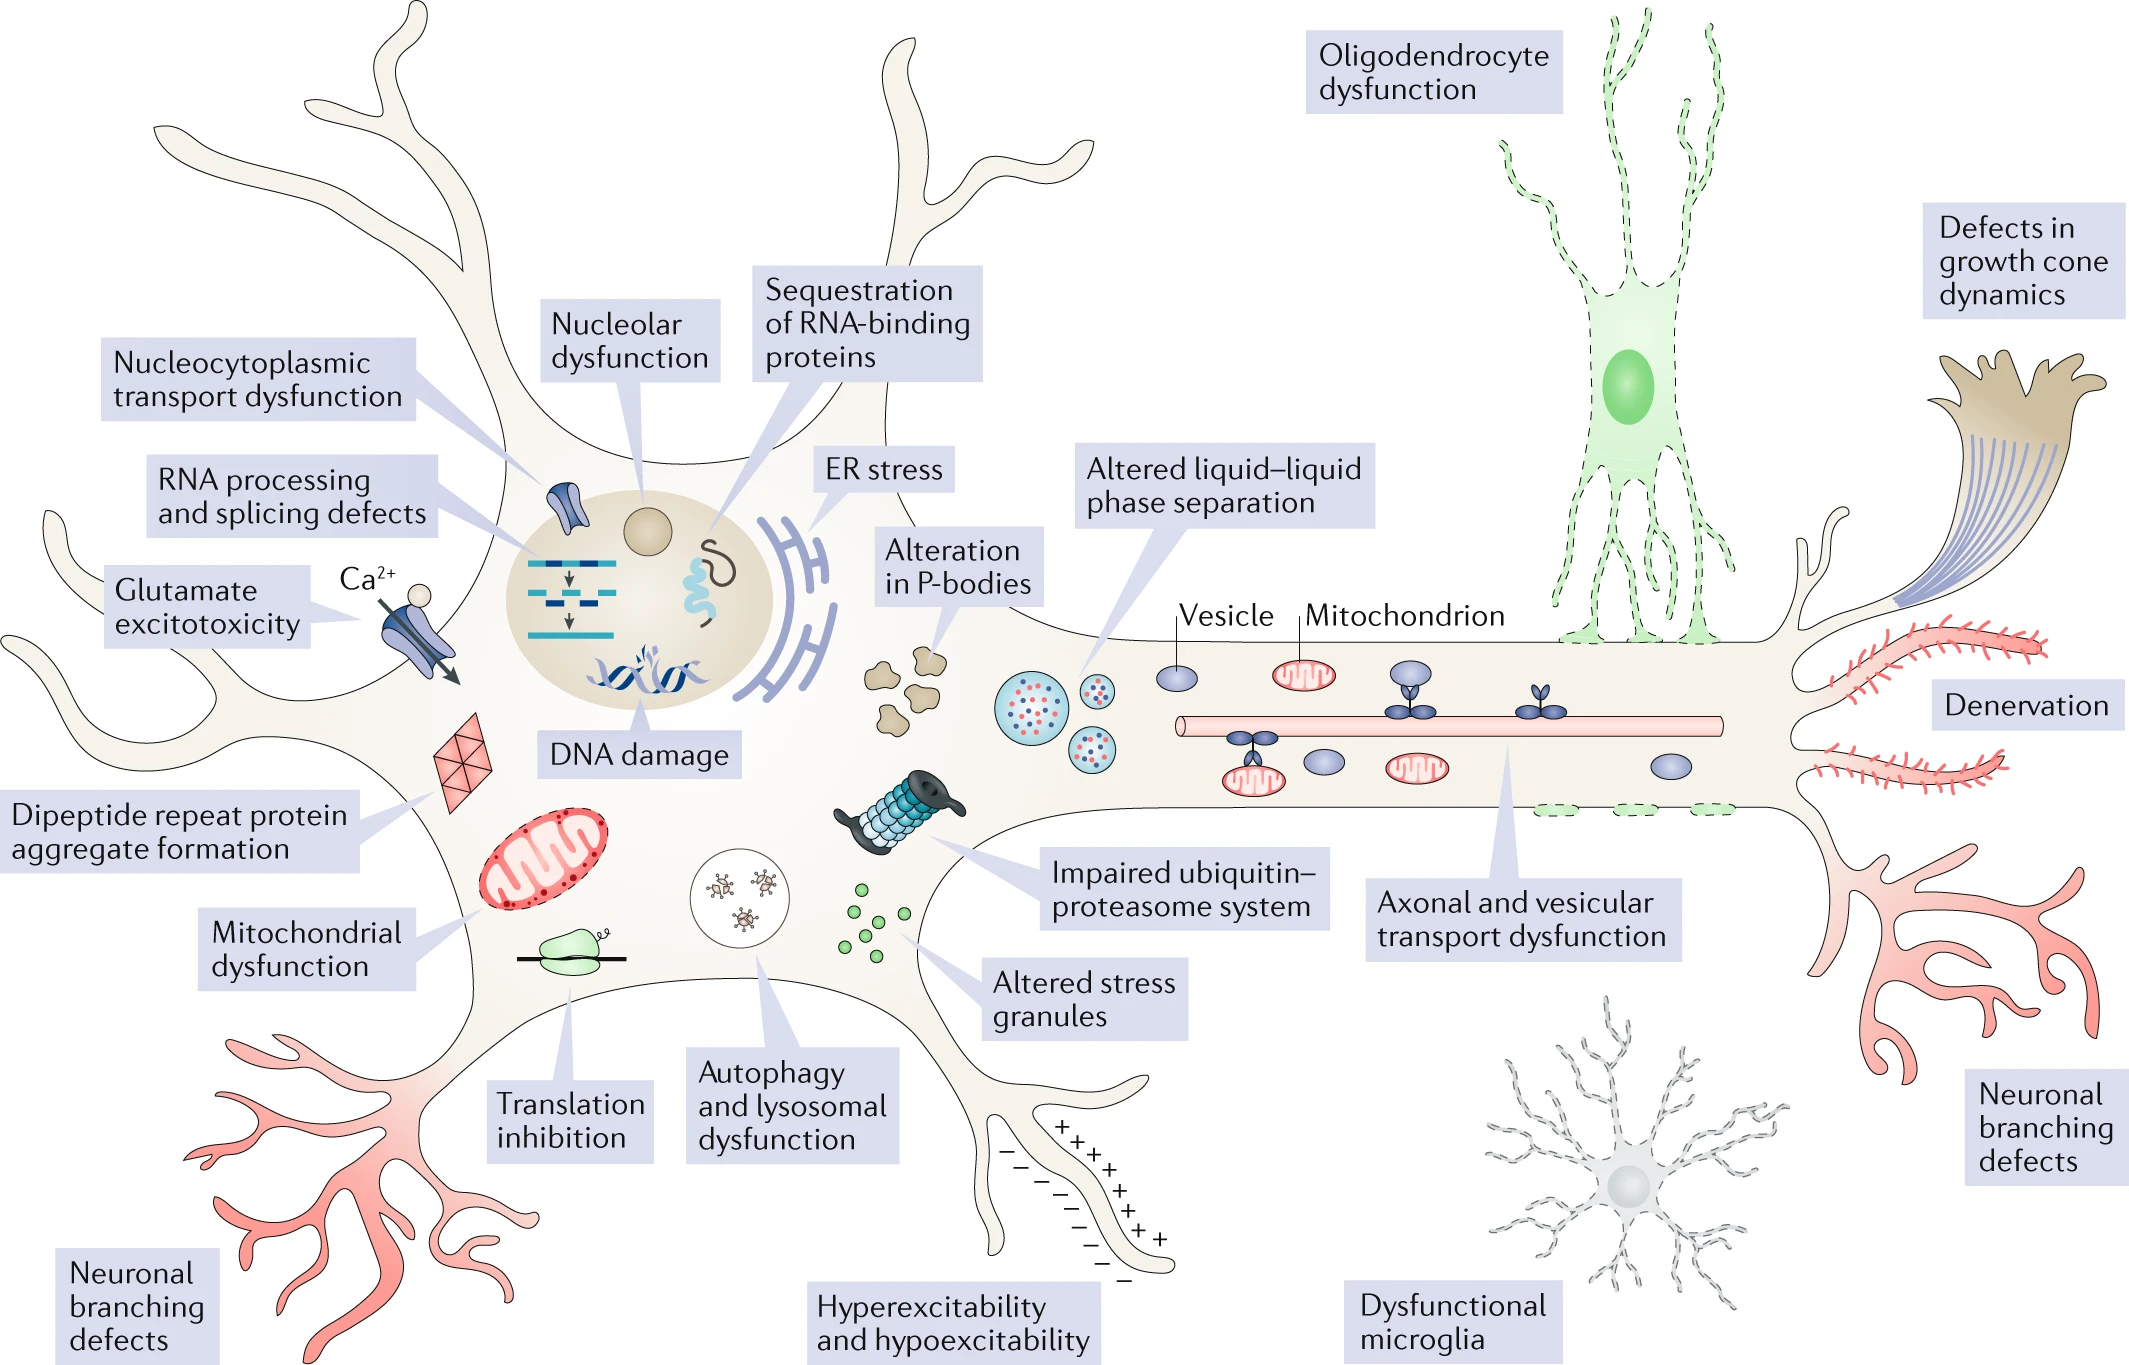 Oligodendrocyte
dysfunction
Defects in
growth cone
dynamics
Sequestration
of RNA-binding
proteins
Nucleolar
dysfunction
Nucleocytoplasmic
transport dysfunction
RNA processing
and splicing defects
ER stress
Altered liquid–liquid
phase separation
Alteration
in P-bodies
Glutamate
excitotoxicity
Ca²⁺
Vesicle
Mitochondrion
Denervation
DNA damage
Dipeptide repeat protein
aggregate formation
Impaired ubiquitin–
proteasome system
Axonal and vesicular
transport dysfunction
Mitochondrial
dysfunction
Altered stress
granules
Translation
inhibition
Autophagy
and lysosomal
dysfunction
Neuronal
branching
defects
Neuronal
branching
defects
Hyperexcitability
and hypoexcitability
Dysfunctional
microglia